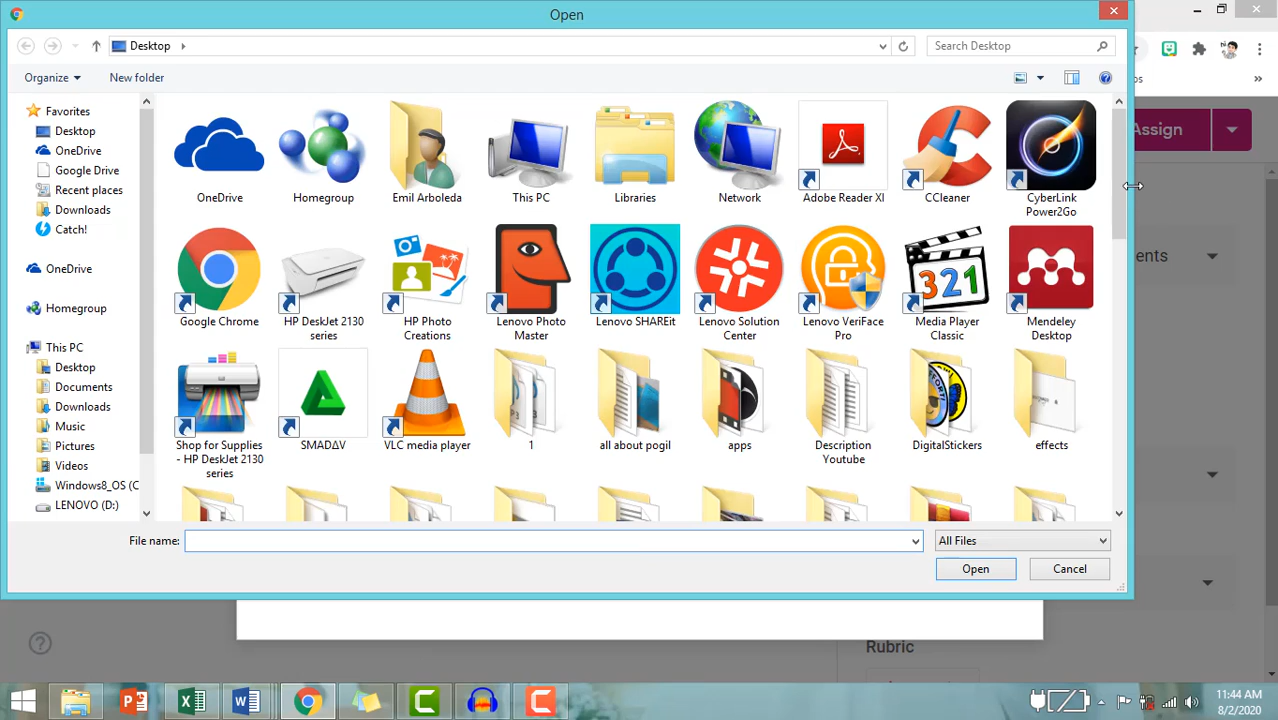 Open
Desktop
Search Desktop
Organize
New folder
Favorites
Desktop
OneDrive
Google Drive
Recent places
Downloads
Catch!
OneDrive
Homegroup
This PC
Desktop
Documents
Downloads
Music
Pictures
Videos
Windows8_OS (C
LENOVO (D:)
OneDrive
Homegroup
Emil Arboleda
This PC
Libraries
Network
Adobe Reader XI
CCleaner
CyberLink
Power2Go
Google Chrome
HP DeskJet 2130
series
HP Photo
Creations
Lenovo Photo
Master
Lenovo SHAREit
Lenovo Solution
Center
Lenovo VeriFace
Pro
321
Media Player
Classic
Mendeley
Desktop
Shop for Supplies
- HP DeskJet 2130
series
SMADΔV
VLC media player
1
all about pogil
apps
Description
Youtube
DigitalStickers
effects
File name:
All Files
Open
Cancel
ps
Assign
ents
Rubric
11:44 AM
8/2/2020